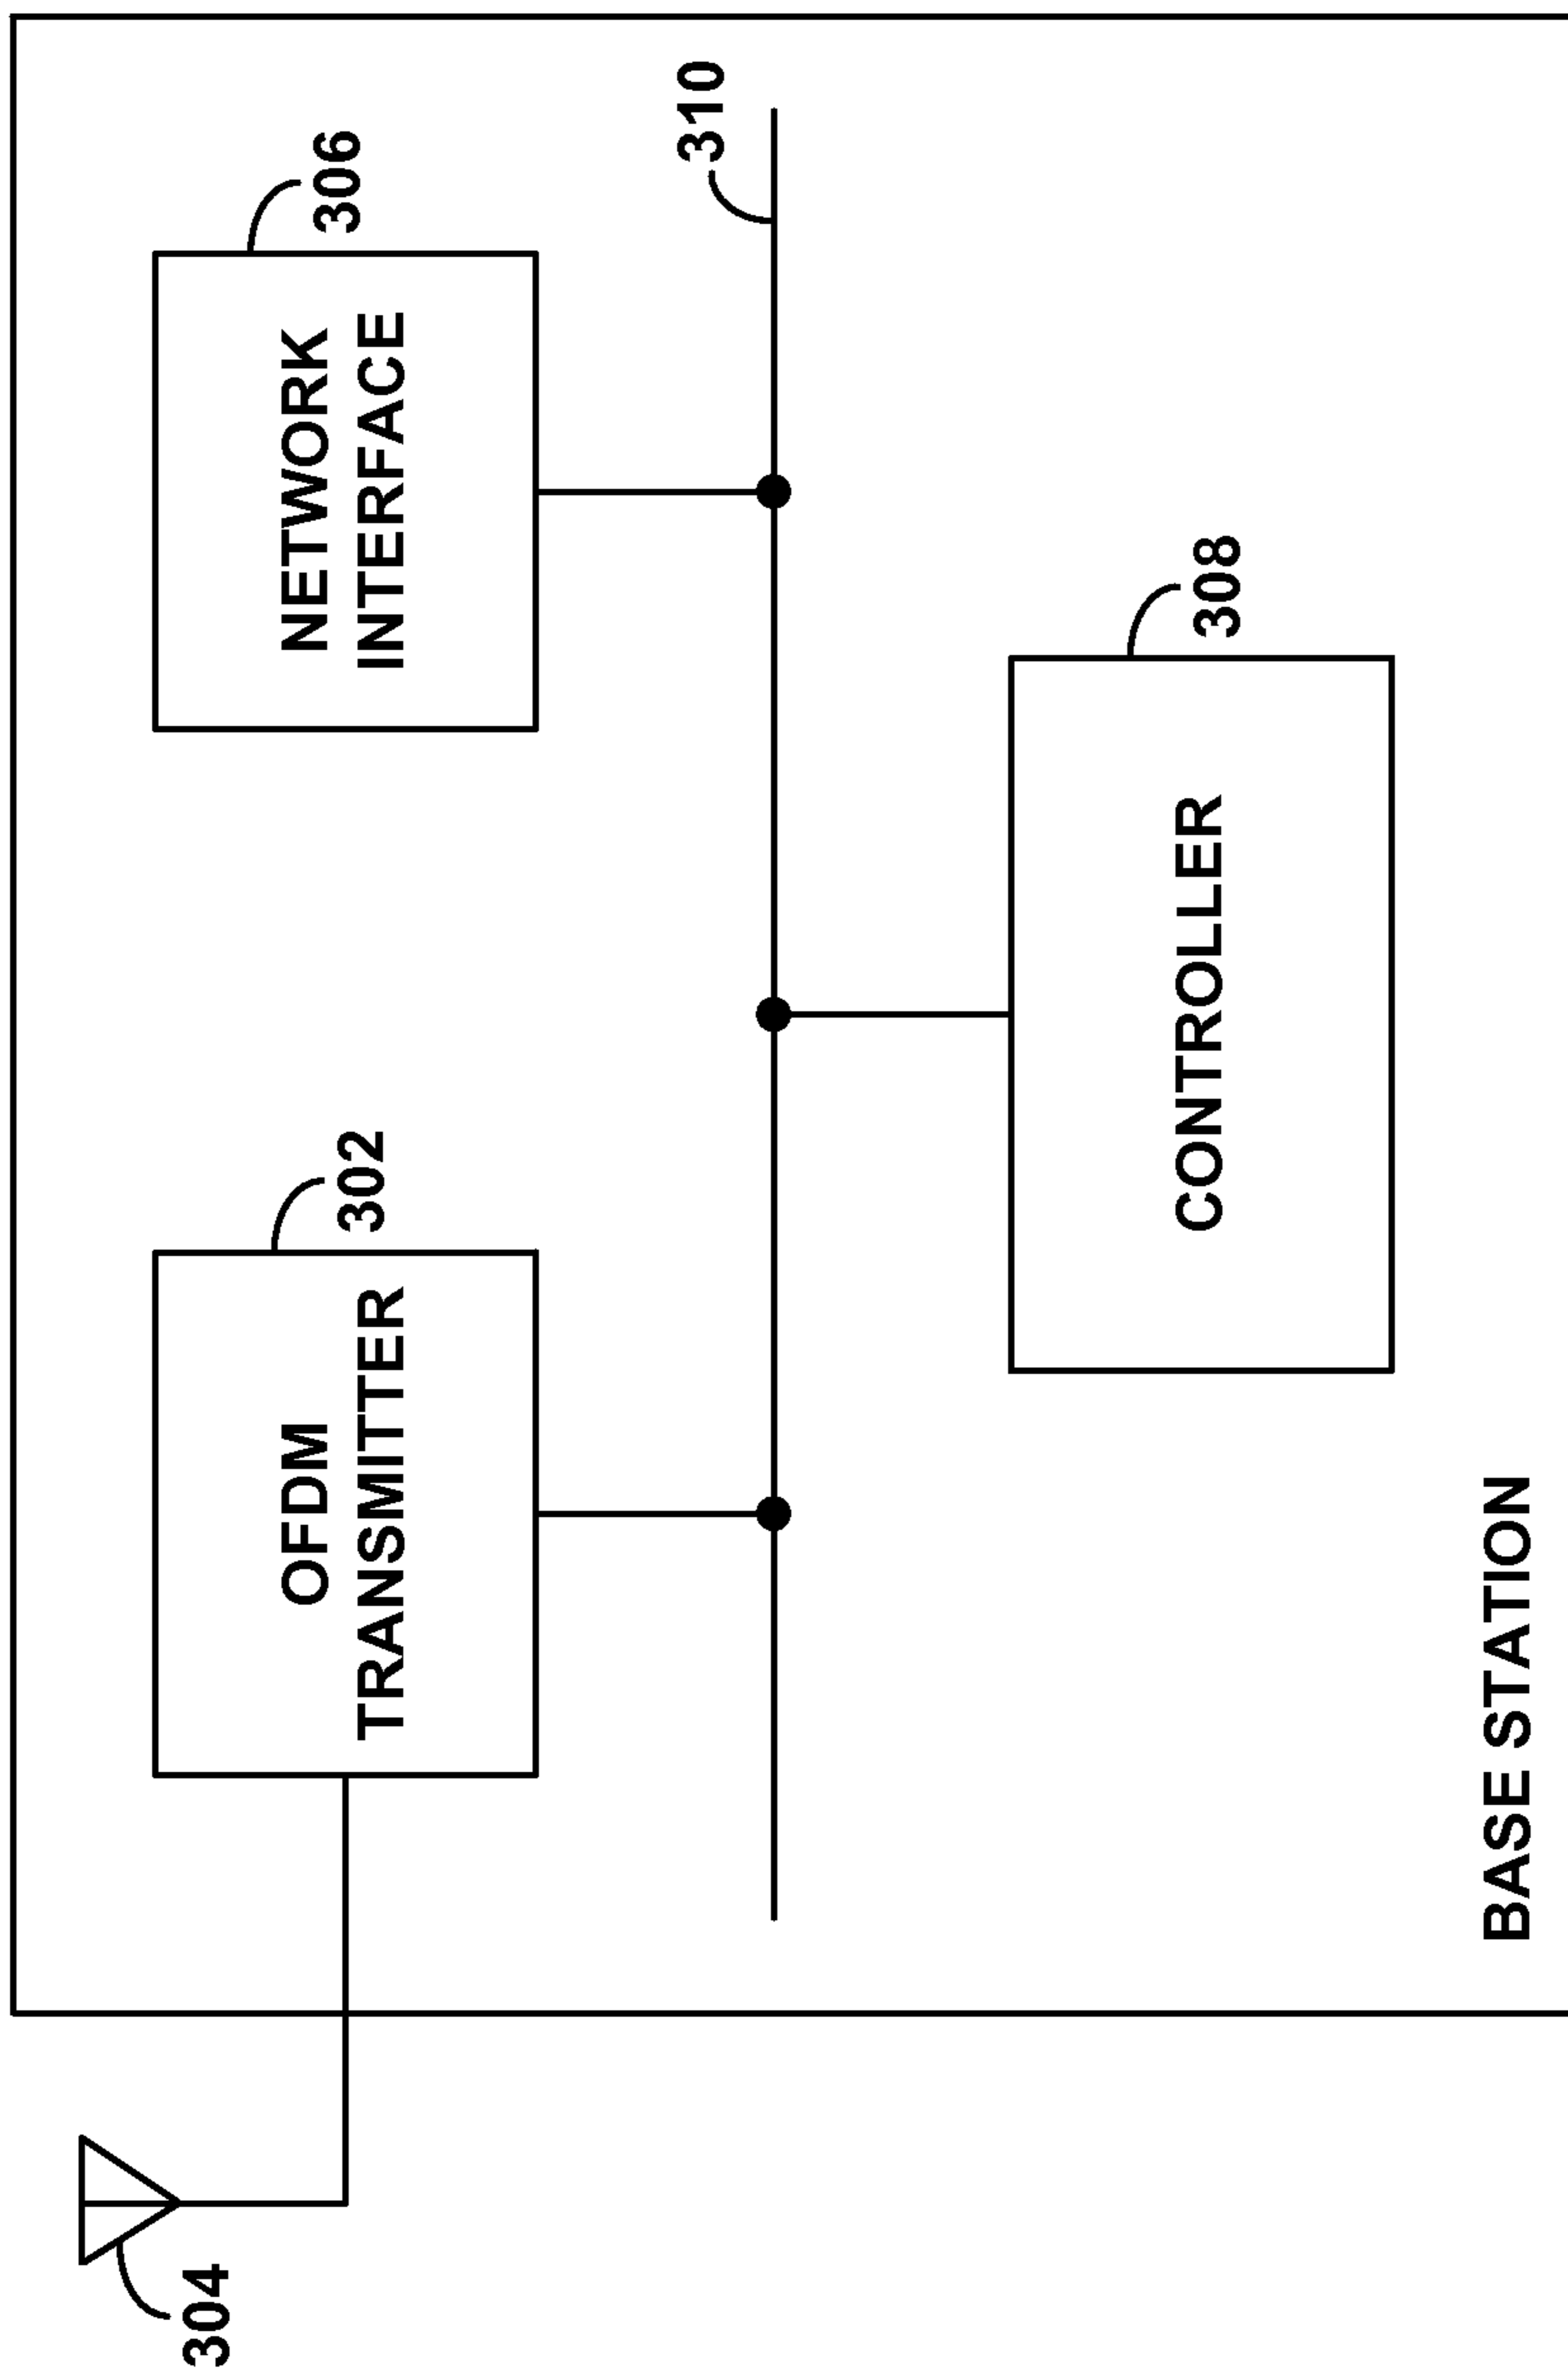 304
OFDM
TRANSMITTER
302
NETWORK
INTERFACE
306
310
CONTROLLER
308
BASE STATION